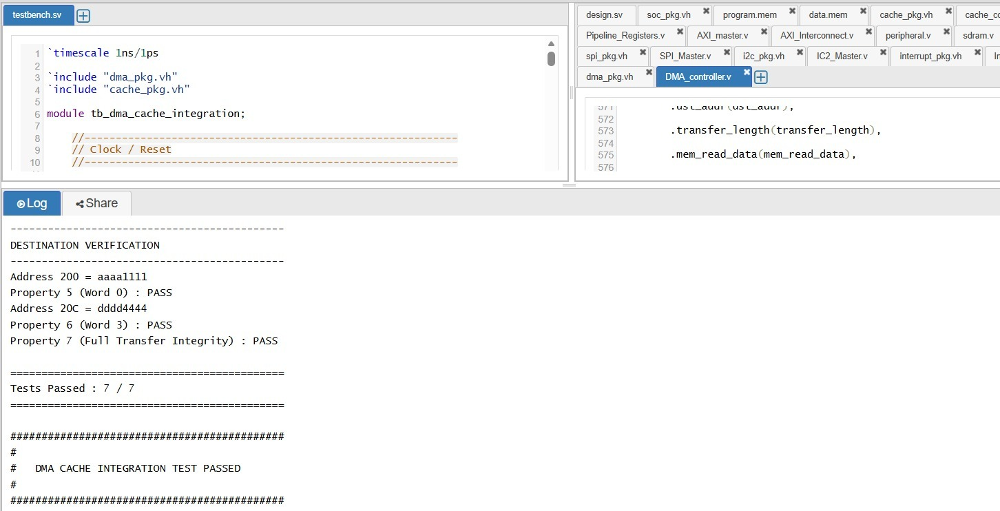 testbench.sv
`timescale 1ns/1ps
`include "dma_pkg.vh"
`include "cache_pkg.vh"
module tb_dma_cache_integration;
//------------------------------------------------------------
// Clock / Reset
//------------------------------------------------------------
1
2
3
4
5
6
7
8
9
10
design.sv soc_pkg.vh program.mem data.mem cache_pkg.vh
Pipeline_Registers.v AXI_master.v AXI_Interconnect.v peripheral.v sdram.v
spi_pkg.vh SPI_Master.v i2c_pkg.vh IC2_Master.v interrupt_pkg.vh
dma_pkg.vh DMA_controller.v
571 .dst_addr(dst_addr),
572
573 .transfer_length(transfer_length),
574
575 .mem_read_data(mem_read_data),
576
Log Share
--------------------------------------------
DESTINATION VERIFICATION
--------------------------------------------
Address 200 = aaaa1111
Property 5 (Word 0) : PASS
Address 20C = dddd4444
Property 6 (Word 3) : PASS
Property 7 (Full Transfer Integrity) : PASS
============================================
Tests Passed : 7 / 7
============================================
############################################
#
# DMA CACHE INTEGRATION TEST PASSED
#
############################################